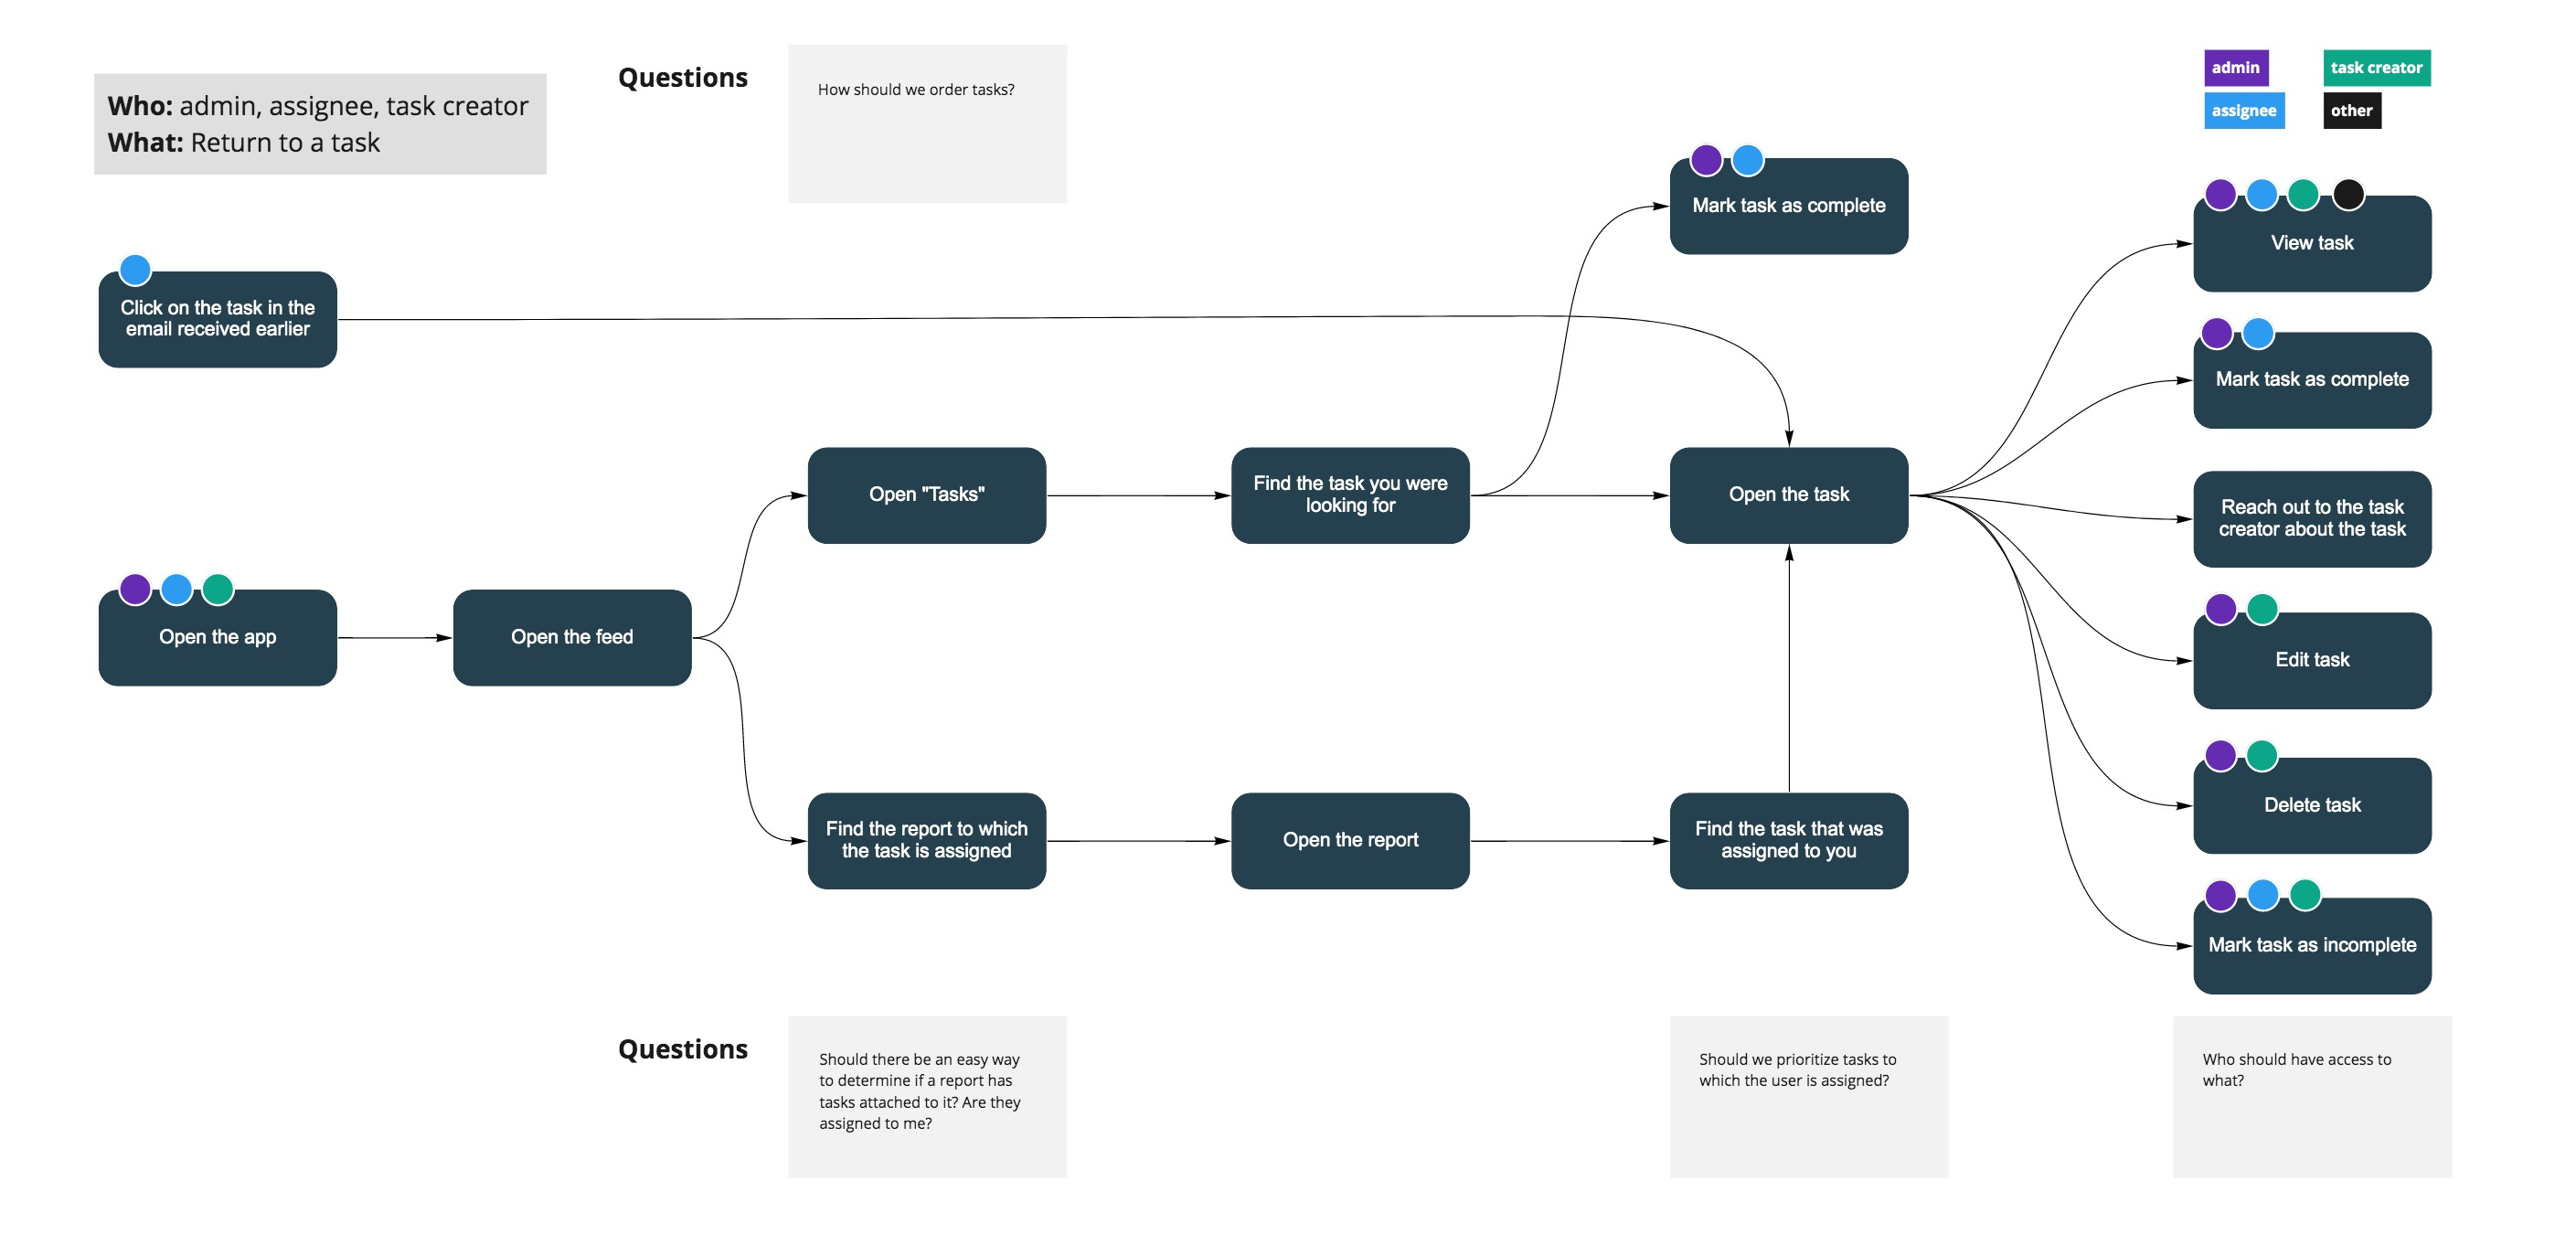 Who: admin, assignee, task creator
What: Return to a task
Questions
How should we order tasks?
admin
task creator
assignee
other
Mark task as complete
View task
Click on the task in the
email received earlier
Mark task as complete
Open "Tasks"
Find the task you were
looking for
Open the task
Reach out to the task
creator about the task
Open the app
Open the feed
Edit task
Find the report to which
the task is assigned
Open the report
Find the task that was
assigned to you
Delete task
Mark task as incomplete
Questions
Should there be an easy way
to determine if a report has
tasks attached to it? Are they
assigned to me?
Should we prioritize tasks to
which the user is assigned?
Who should have access to
what?